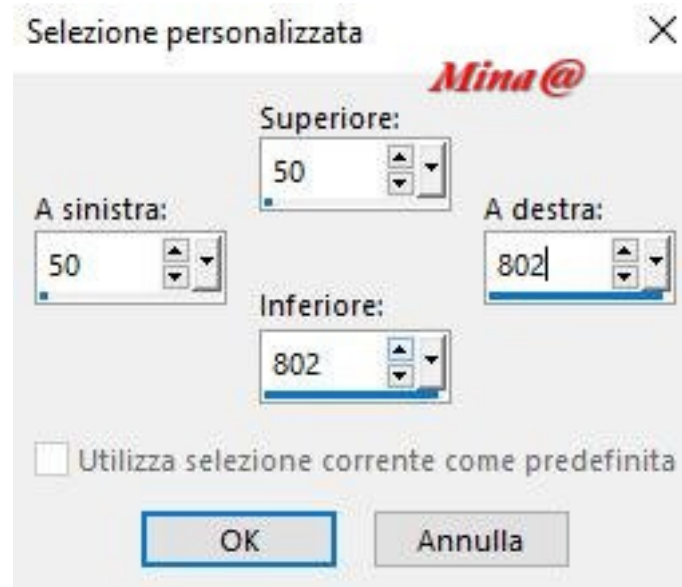 Selezione personalizzata
Mina@
Superiore:
50
A sinistra:
50
A destra:
802
Inferiore:
802
Utilizza selezione corrente come predefinita
OK
Annulla